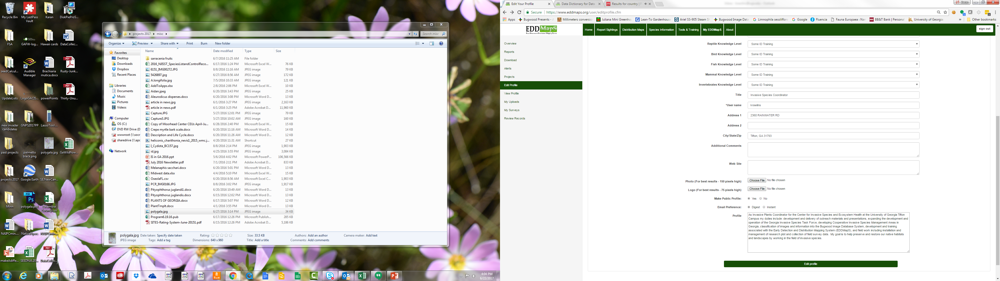 Recycle Bin
My LastPass Vault
Karan
DiskPieProS...
FSA
GAFW-log...
Hawaii cards
DataCollec...
seedCalcul...
Audible Manager
Brachiaria mutica.docx
Rusty-Junk...
UpdateLists
LogoGACIS...
powerPoints
Thirty-Unu...
new invader candidates
GNPS2017PP
LassoTool....
past projects
palmetto black.png
polygala.jpg
GaWildflow...
projects 2017
Google Earth
SE.NewCan...
Minn
polygala.psd
Escambia County.csv
NAIPCmin...
NativeFlyers
NAIPGmin...
makeAdiffe...
SEEDN.6.20...
DataCollec...
projects 2017 ▸ misc ▸
Search misc
Organize
Preview
Share with
Print
Burn
New folder
Favorites
Desktop
Downloads
Dropbox
Recent Places
Libraries
Documents
Music
Pictures
Videos
Computer
OS (C:)
DVD RW Drive (D
wwwroot (\\socr
sharedrive (\\apc
Network
Name Date modified Type Size
sarracenia fruits 6/7/2016 11:25 AM File folder
2016_NJISST_SpeciesListandControlReco... 6/17/2016 1:24 PM Microsoft Excel W... 76 KB
6151_IMG00272.JPG 8/8/2016 11:16 AM JPEG image 79 KB
5426897.jpg 6/27/2016 8:56 AM JPEG image 172 KB
A.longifolia.jpg 7/5/2016 10:33 AM JPEG image 121 KB
AddToApps.xlsx 2/8/2016 2:06 PM Microsoft Excel W... 10 KB
Aidan.jpeg 6/20/2016 3:43 PM JPEG image 25 KB
Aleurodicus disperses.docx 6/20/2016 3:08 PM Microsoft Word D... 13 KB
article in news.jpg 6/1/2016 3:27 PM JPEG image 2,163 KB
article in news.pdf 6/1/2016 3:25 PM Adobe Acrobat D... 11,960 KB
Capture.JPG 5/27/2016 12:01 PM JPEG image 79 KB
Capture3.JPG 5/27/2016 10:02 AM JPEG image 160 KB
Copy of Moorhead Center CEUs April-Ju... 6/28/2016 2:40 PM Microsoft Excel W... 15 KB
Crepe myrtle bark scale.docx 6/20/2016 11:16 AM Microsoft Word D... 14 KB
Description and Life Cycle.docx 6/20/2016 11:26 AM Microsoft Word D... 12 KB
heliconis_charithonia_nevis1_2015_wmc.j... 4/20/2016 11:31 AM Shortcut 27 KB
I_Cydista_BC157.jpg 8/8/2016 2:14 PM JPEG image 1,903 KB
id.jpg 4/25/2016 3:55 PM JPEG image 3,084 KB
IS in GA 2016.ppt 5/6/2016 4:02 PM Microsoft PowerP... 106,566 KB
July 2016 Newsletter.pdf 7/1/2016 2:11 PM Adobe Acrobat D... 833 KB
Melanaphis sacchari.docx 6/20/2016 5:01 PM Microsoft Word D... 13 KB
Midwest data.xlsx 4/4/2016 5:10 PM Microsoft Excel W... 15 KB
OseolaFL.csv 6/20/2016 8:56 AM Microsoft Excel C... 1,903 KB
PCR_IMG0166.JPG 8/8/2016 3:02 PM JPEG image 1,917 KB
Pityophthorus juglandi1.docx 6/20/2016 10:49 AM Microsoft Word D... 13 KB
Pityophthorus juglandis.docx 6/15/2016 12:02 PM Microsoft Word D... 13 KB
PLANTS OF GEORGIA.docx 6/17/2016 5:07 PM Microsoft Word D... 12 KB
PlantTmplt.docx 4/1/2016 3:55 PM Microsoft Word D... 13 KB
polygala.jpg 6/27/2016 3:14 PM JPEG image 34 KB
Program6.19.16.pub 6/17/2016 12:26 PM Microsoft Publish... 285 KB
SITES-Rating-System-June-20151.pdf 6/15/2016 12:26 PM Adobe Acrobat D... 5,186 KB
polygala.jpg Date taken: Specify date taken Rating: Size: 33.5 KB Authors: Add an author Camera maker: Add text
JPEG image Tags: Add a tag Dimensions: 640 x 960 Title: Add a title Comments: Add comments
4:04 PM
6/22/2017
Edit Your Profile
Data Dictionary for Data
Results for country | F
Karan
Secure https://www.eddmaps.org/user/editprofile.cfm
Apps
Bugwood Presents - A
Millimeters conversion
Juliana Mini Greenhou
Lean-To Gardenhouse
Ariel SS-905 Steam Sh
Bugwood Image Data
Limnophila sessiliflora
Google
Fluencia
Fauna Europaea : Nam
BB&T Bank | Personal
University of Georgia:
»
Other bookmarks
EDDMapS
Early Detection & Distribution Mapping System
Home
Report Sightings
Distribution Maps
Species Information
Tools & Training
My EDDMapS
About
sign out
Overview
Reports
Download
Alerts
Projects
Edit Profile
View Profile
My Uploads
My Surveys
Review Records
Reptile Knowledge Level Some ID Training
Bird Knowledge Level Some ID Training
Fish Knowledge Level Some ID Training
Mammal Knowledge Level Some ID Training
Invertebrates Knowledge Level Some ID Training
Title Invasive Species Coordinator
*User name krawlins
Address 1 2360 RAINWATER RD
Address 2
City/State/Zip Tifton, GA 31793
Additional Comments
Web Site
Photo (For best results - 150 pixels high) Choose File No file chosen
Logo (For best results - 75 pixels high) Choose File No file chosen
Make Public Profile: Yes No
Email Preference: Digest Instant
Profile
As Invasive Plants Coordinator for the Center for Invasive Species and Ecosystem Health at the University of Georgia Tifton
Campus my duties include: development and delivery of outreach materials and presentations, expanding the development and
operation of the Georgia Invasive Species Task Force, developing Cooperative Invasive Species Management Areas in
Georgia, classification of images and information into the Bugwood Image Database System, development and training
associated with the Early Detection and Distribution Mapping System (EDDMapS), and field work including installation and
management of research plot and collection of field survey data. My goal is to help preserve and restore our native habitats
and landscapes by working in the field of invasive species.
Edit profile